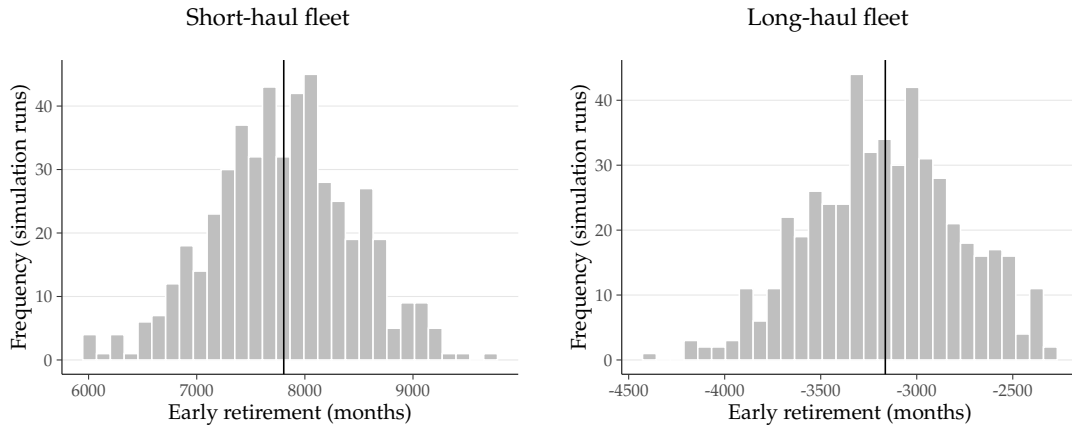 Short-haul fleet
Frequency (simulation runs)
40
30
20
10
0
6000 7000 8000 9000
Early retirement (months)
Long-haul fleet
Frequency (simulation runs)
40
30
20
10
0
-4500 -4000 -3500 -3000 -2500
Early retirement (months)